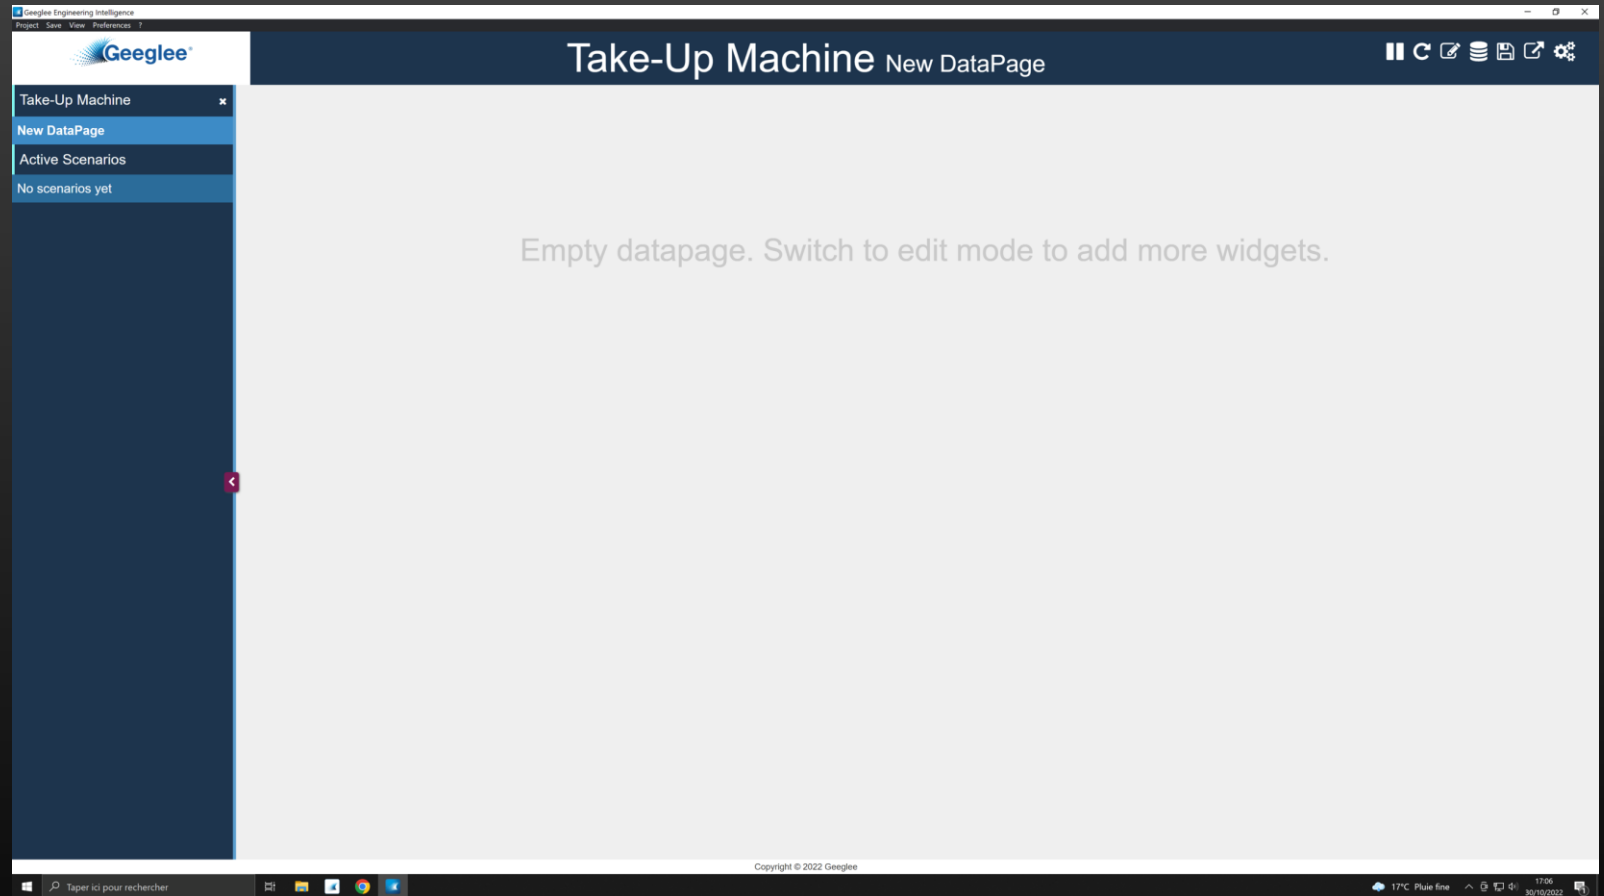 Geeglee Engineering Intelligence
Project Save View Preferences ?
Geeglee®
Take-Up Machine New DataPage
Take-Up Machine
New DataPage
Active Scenarios
No scenarios yet
Empty datapage. Switch to edit mode to add more widgets.
Copyright © 2022 Geeglee
Taper ici pour rechercher
17°C Pluie fine
17:06
30/10/2022
1